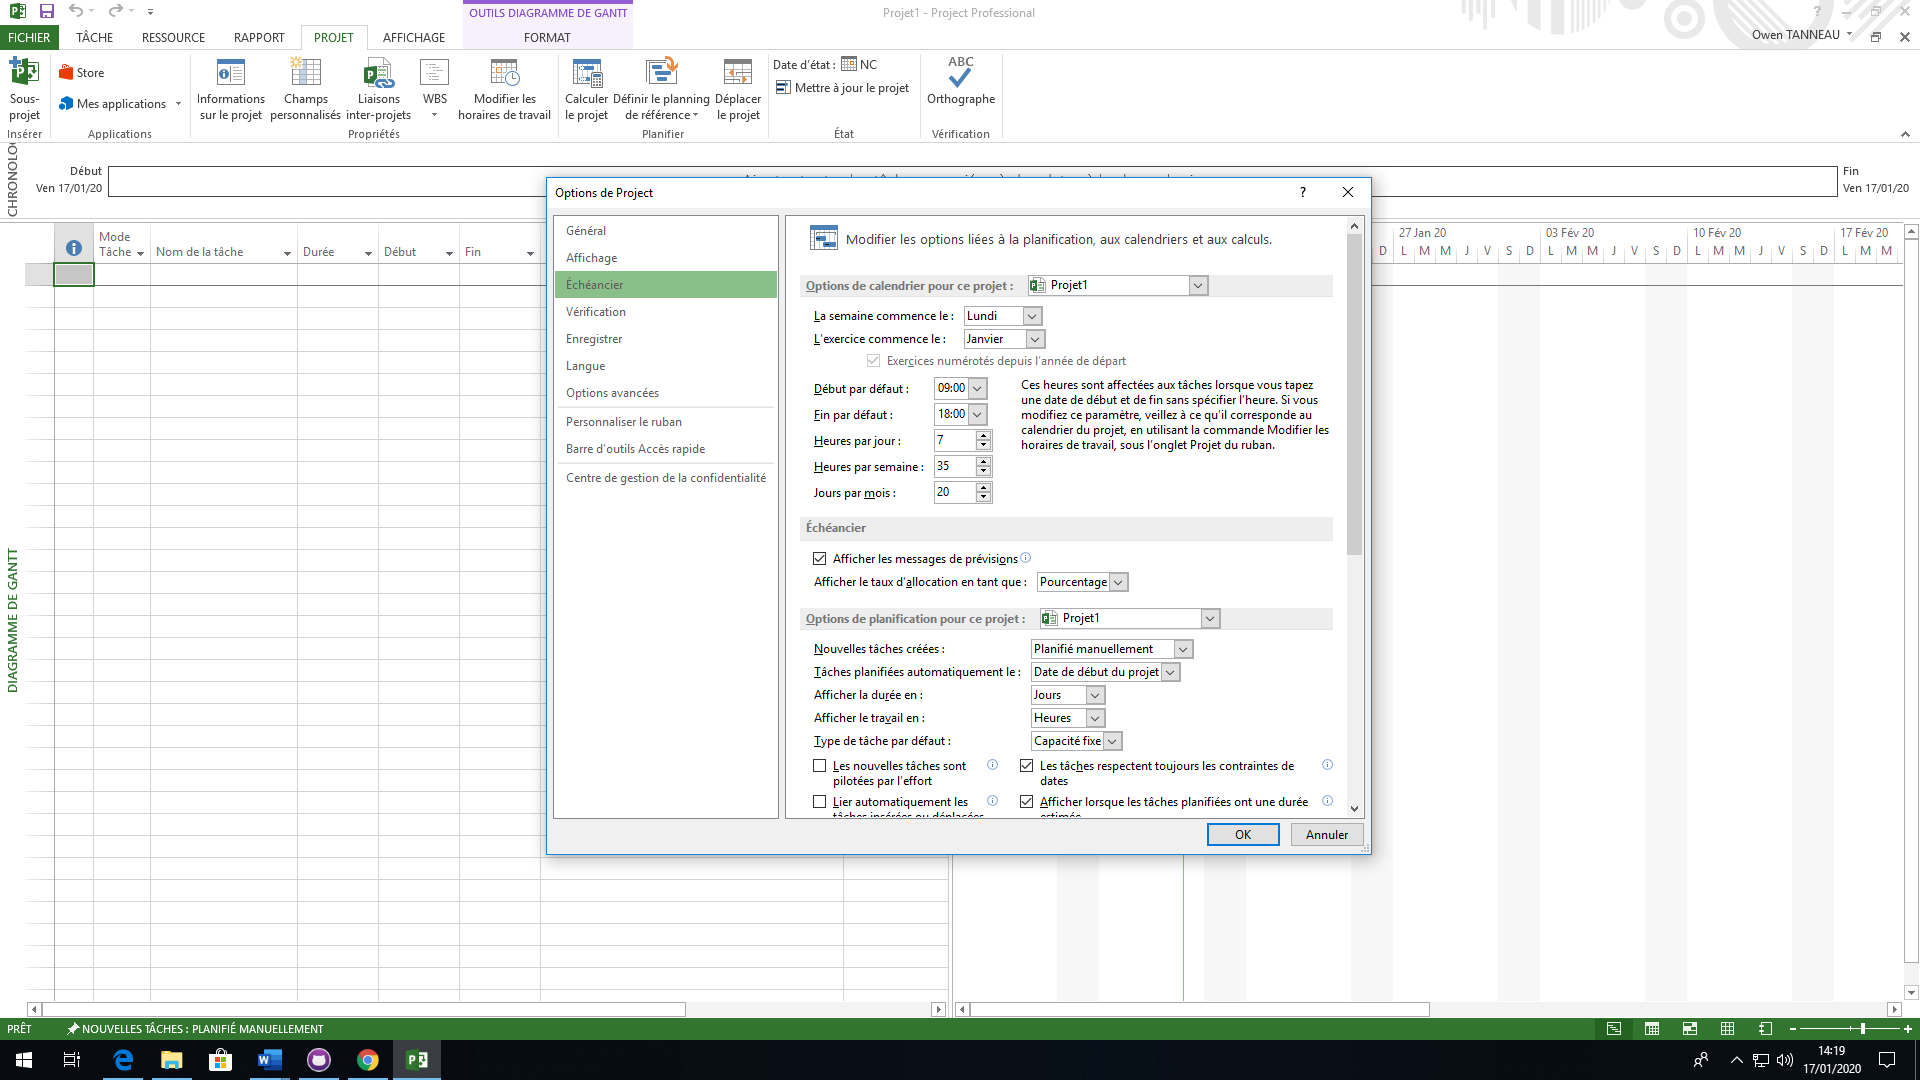 OUTILS DIAGRAMME DE GANTT
Projet1 - Project Professional
FICHIER TÂCHE RESSOURCE RAPPORT PROJET AFFICHAGE FORMAT
Owen TANNEAU
Sous-
projet
Insérer
Store
Mes applications
Applications
Informations
sur le projet
Champs
personnalisés
Liaisons
inter-projets
WBS
Modifier les
horaires de travail
Propriétés
Calculer
le projet
Définir le planning
de référence
Déplacer
le projet
Planifier
Date d'état : NC
Mettre à jour le projet
État
ABC
Orthographe
Vérification
Début
Ven 17/01/20
Fin
Ven 17/01/20
Mode
Tâche
Nom de la tâche
Durée
Début
Fin
27 Jan 20 03 Fév 20 10 Fév 20 17 Fév 20
D L M M J V S D L M M J V S D L M M J V S D L M M
DIAGRAMME DE GANTT
Options de Project
?
Général
Affichage
Échéancier
Vérification
Enregistrer
Langue
Options avancées
Personnaliser le ruban
Barre d'outils Accès rapide
Centre de gestion de la confidentialité
Modifier les options liées à la planification, aux calendriers et aux calculs.
Options de calendrier pour ce projet : Projet1
La semaine commence le : Lundi
L'exercice commence le : Janvier
Exercices numérotés depuis l'année de départ
Début par défaut : 09:00
Fin par défaut : 18:00
Heures par jour : 7
Heures par semaine : 35
Jours par mois : 20
Ces heures sont affectées aux tâches lorsque vous tapez
une date de début et de fin sans spécifier l'heure. Si vous
modifiez ce paramètre, veillez à ce qu'il corresponde au
calendrier du projet, en utilisant la commande Modifier les
horaires de travail, sous l'onglet Projet du ruban.
Échéancier
Afficher les messages de prévisions
Afficher le taux d'allocation en tant que : Pourcentage
Options de planification pour ce projet : Projet1
Nouvelles tâches créées : Planifié manuellement
Tâches planifiées automatiquement le : Date de début du projet
Afficher la durée en : Jours
Afficher le travail en : Heures
Type de tâche par défaut : Capacité fixe
Les nouvelles tâches sont
pilotées par l'effort
Les tâches respectent toujours les contraintes de
dates
Lier automatiquement les
tâches insérées ou déplacées
Afficher lorsque les tâches planifiées ont une durée
estimée
OK
Annuler
PRÊT
NOUVELLES TÂCHES : PLANIFIÉ MANUELLEMENT
14:19
17/01/2020